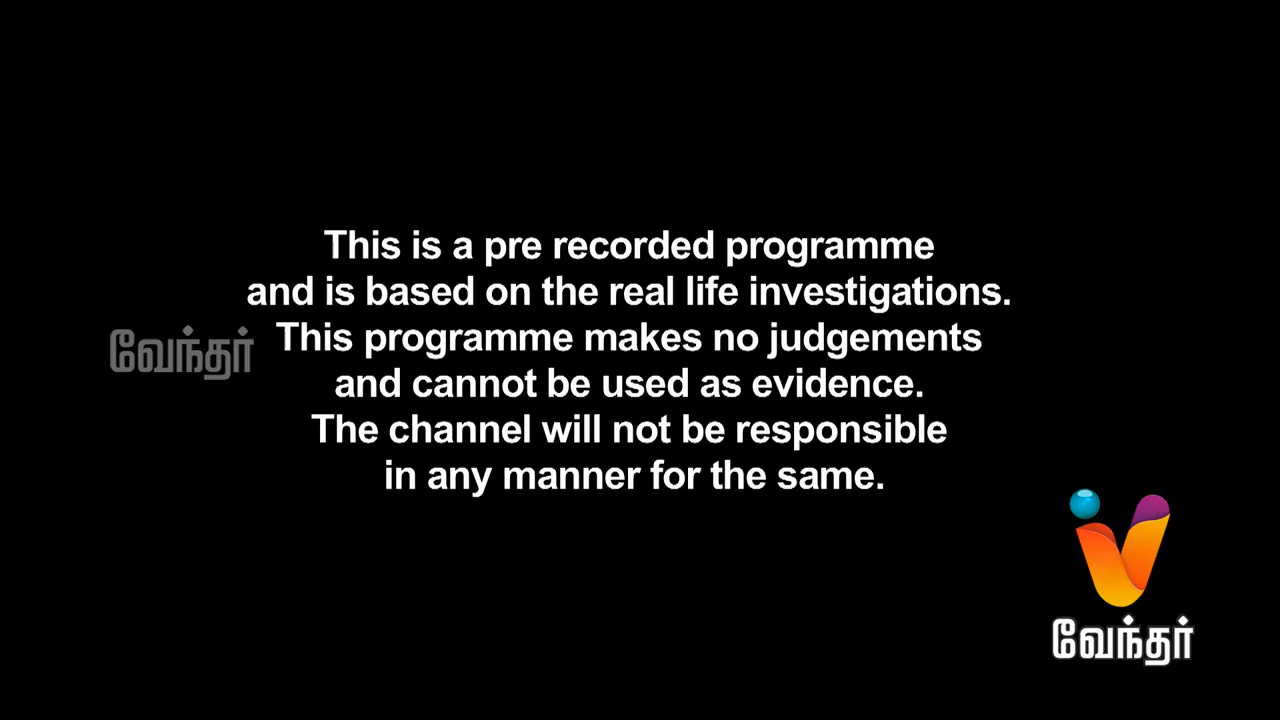 This is a pre recorded programme
and is based on the real life investigations.
வேந்தர்
This programme makes no judgements
and cannot be used as evidence.
The channel will not be responsible
in any manner for the same.
வேந்தர்